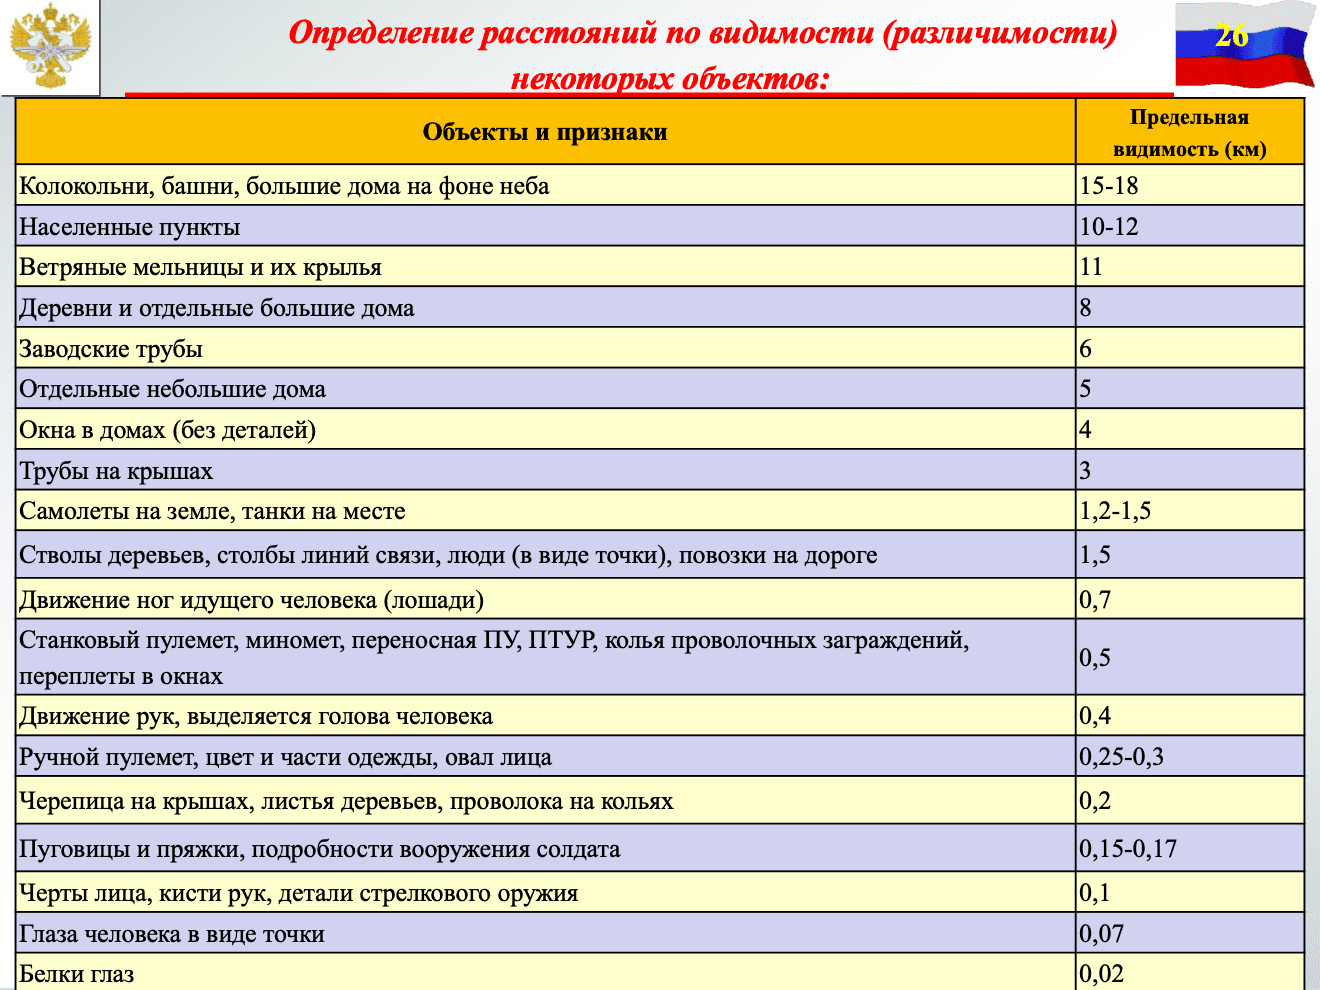 Определение расстояний по видимости (различимости)
некоторых объектов:
26
Объекты и признаки
Предельная
видимость (км)
Колокольни, башни, большие дома на фоне неба
15-18
Населенные пункты
10-12
Ветряные мельницы и их крылья
11
Деревни и отдельные большие дома
8
Заводские трубы
6
Отдельные небольшие дома
5
Окна в домах (без деталей)
4
Трубы на крышах
3
Самолеты на земле, танки на месте
1,2-1,5
Стволы деревьев, столбы линий связи, люди (в виде точки), повозки на дороге
1,5
Движение ног идущего человека (лошади)
0,7
Станковый пулемет, миномет, переносная ПУ, ПТУР, колья проволочных заграждений,
переплеты в окнах
0,5
Движение рук, выделяется голова человека
0,4
Ручной пулемет, цвет и части одежды, овал лица
0,25-0,3
Черепица на крышах, листья деревьев, проволока на кольях
0,2
Пуговицы и пряжки, подробности вооружения солдата
0,15-0,17
Черты лица, кисти рук, детали стрелкового оружия
0,1
Глаза человека в виде точки
0,07
Белки глаз
0,02